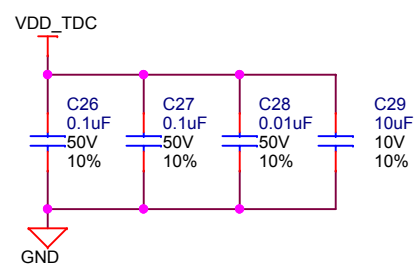 VDD_TDC
C26
0.1uF
50V
10%
C27
0.1uF
50V
10%
C28
0.01uF
50V
10%
C29
10uF
10V
10%
GND